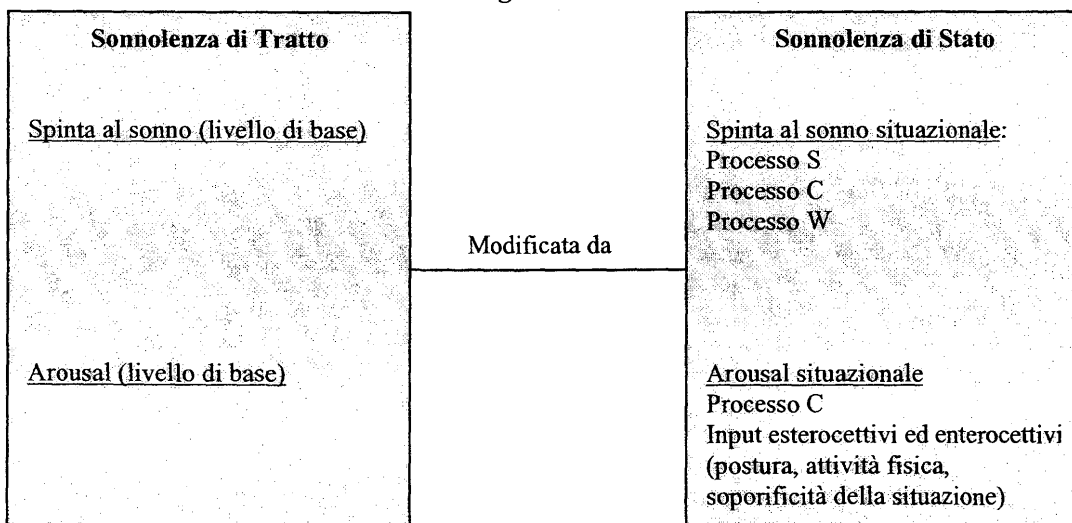 Sonnolenza di Tratto
Spinta al sonno (livello di base)
Arousal (livello di base)
Modificata da
Sonnolenza di Stato
Spinta al sonno situazionale:
Processo S
Processo C
Processo W
Arousal situazionale
Processo C
Input esterocettivi ed enterocettivi
(postura, attività fisica,
soporificità della situazione)